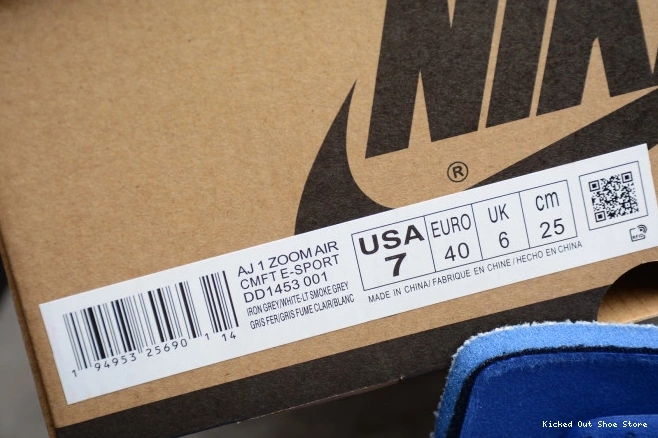 NIKE
®
AJ 1 ZOOM AIR
CMFT E-SPORT
DD1453 001
IRON GREY/WHITE-LT SMOKE GREY
GRIS FER/GRIS FUME CLAIR/BLANC
1 94953 25690 1 14
USA
7
EURO
40
UK
6
cm
25
MADE IN CHINA/FABRIQUE EN CHINE/HECHO EN CHINA
Kicked Out Shoe Store